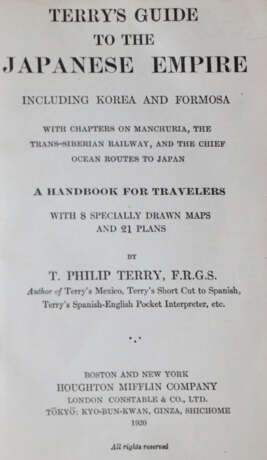 TERRY'S GUIDE
TO THE
JAPANESE EMPIRE
INCLUDING KOREA AND FORMOSA
WITH CHAPTERS ON MANCHURIA, THE
TRANS-SIBERIAN RAILWAY, AND THE CHIEF
OCEAN ROUTES TO JAPAN
A HANDBOOK FOR TRAVELERS
WITH 8 SPECIALLY DRAWN MAPS
AND 21 PLANS
BY
T. PHILIP TERRY, F.R.G.S.
Author of Terry's Mexico, Terry's Short Cut to Spanish,
Terry's Spanish-English Pocket Interpreter, etc.
BOSTON AND NEW YORK
HOUGHTON MIFFLIN COMPANY
LONDON: CONSTABLE & CO., LTD.
TŌKYŌ: KYO-BUN-KWAN, GINZA, SHICHOME
1920
All rights reserved